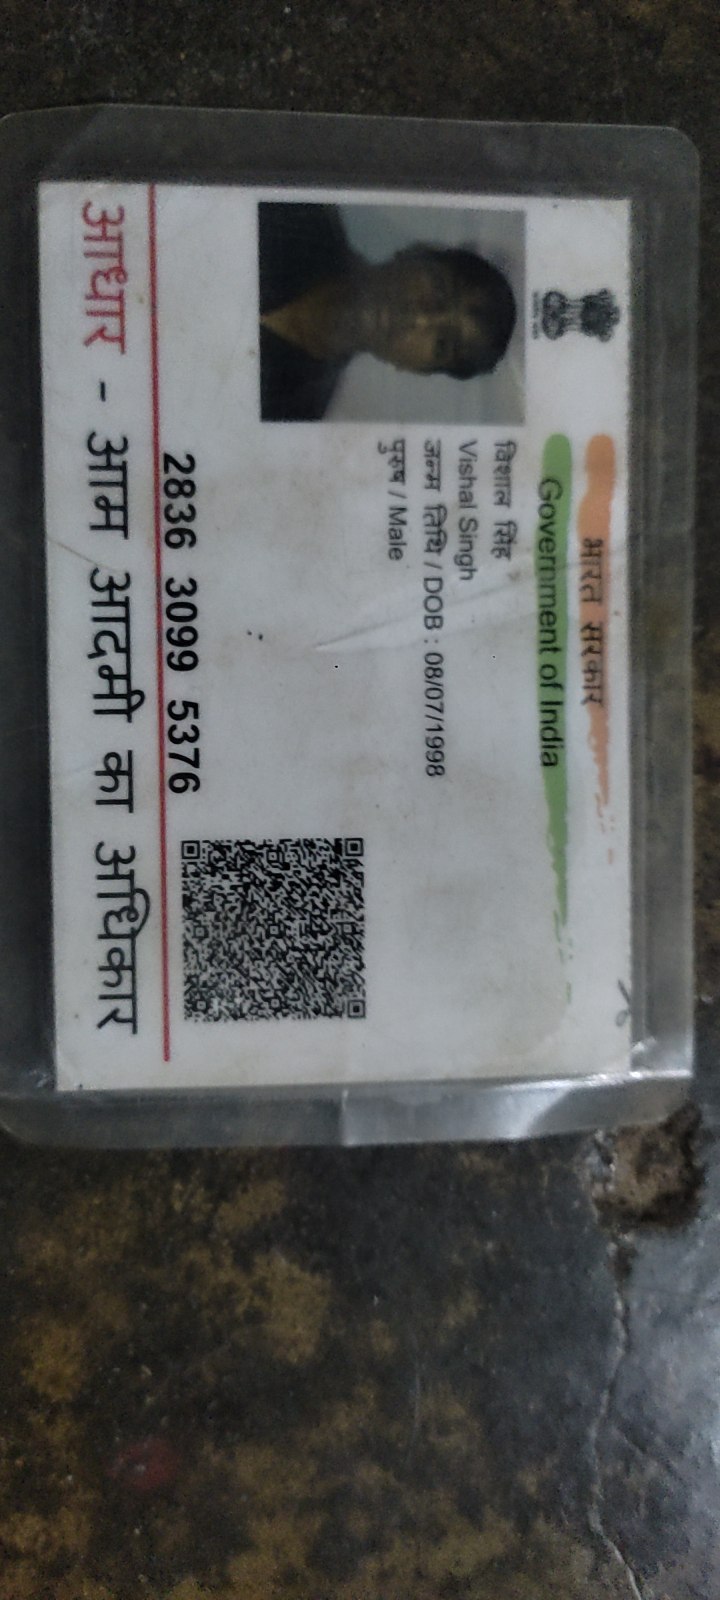 भारत सरकार
Government of India
विशाल सिंह
Vishal Singh
जन्म तिथि / DOB : 08/07/1998
पुरुष / Male
2836 3099 5376
आधार - आम आदमी का अधिकार